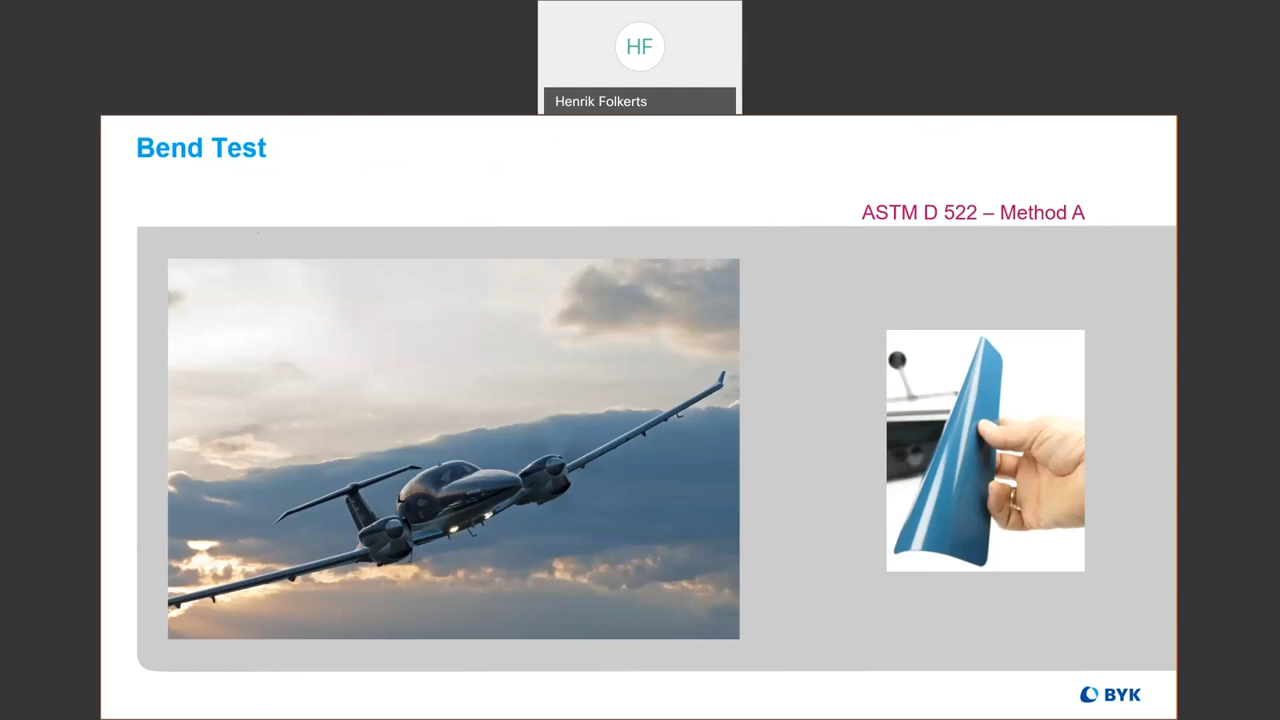 HF
Henrik Folkerts
Bend Test
ASTM D 522 – Method A
BYK